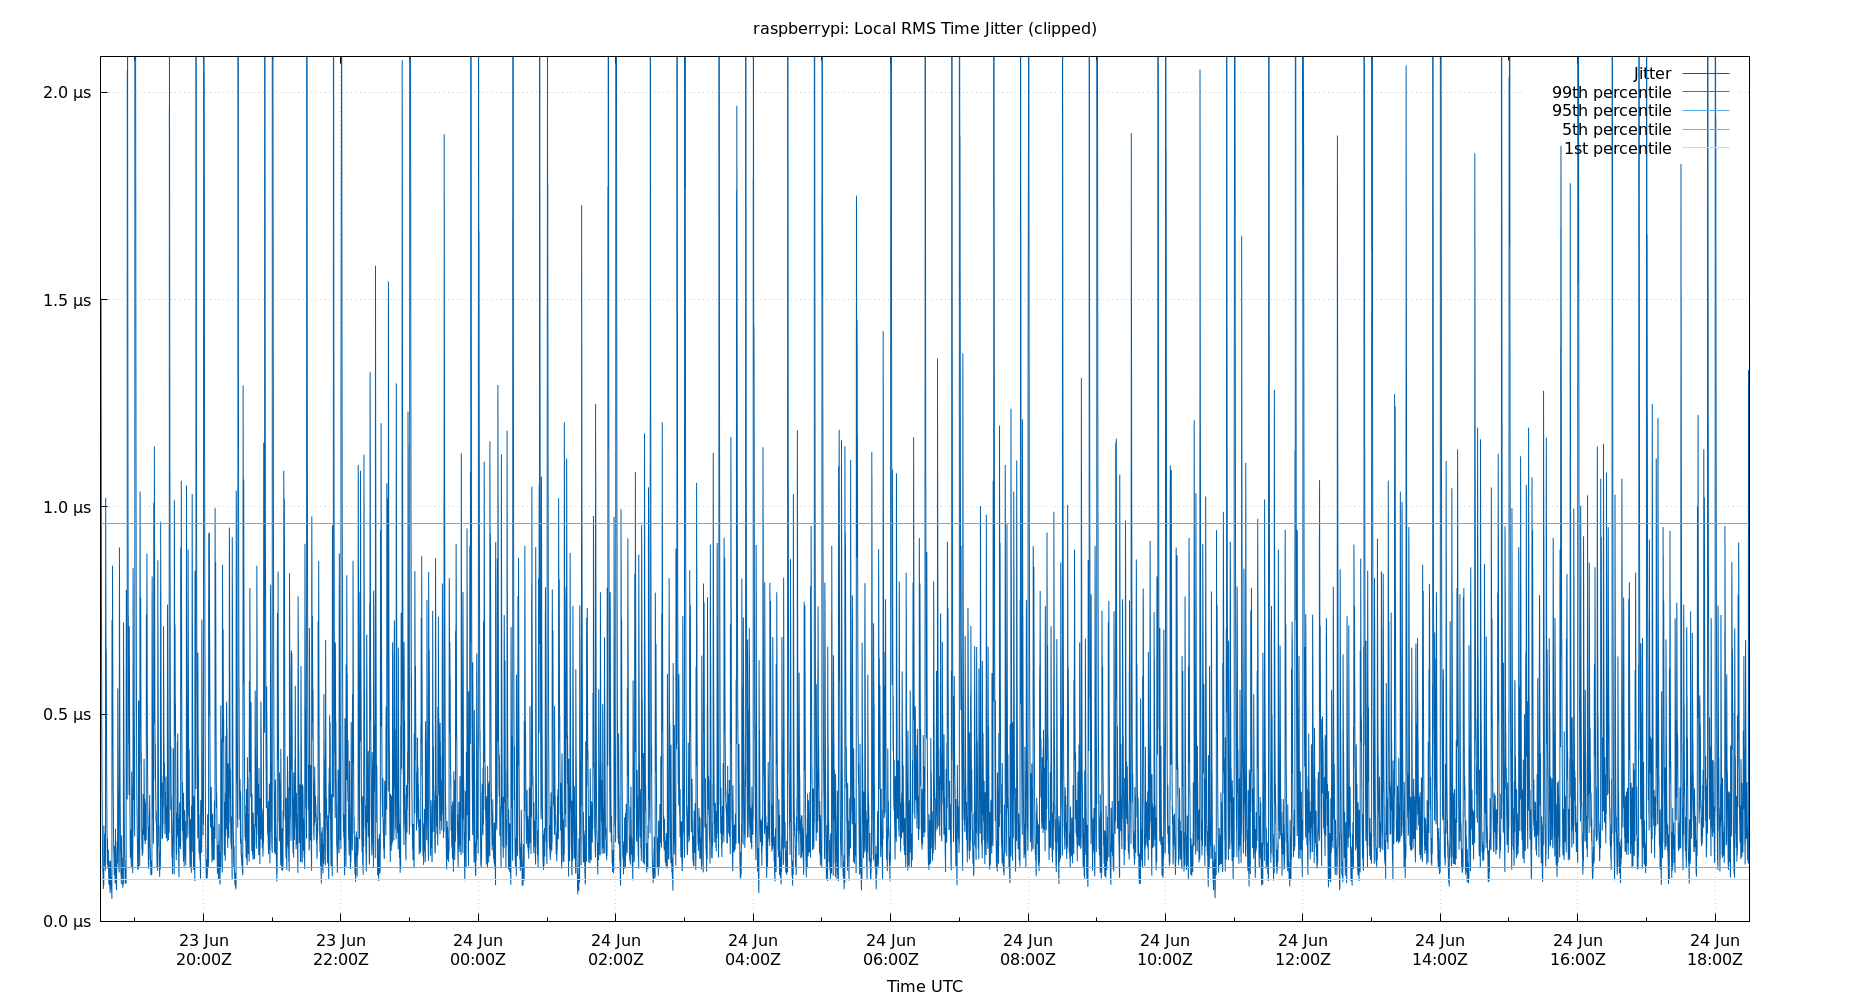 raspberrypi: Local RMS Time Jitter (clipped)
Jitter
99th percentile
95th percentile
5th percentile
1st percentile
2.0 µs
1.5 µs
1.0 µs
0.5 µs
0.0 µs
23 Jun 23 Jun 24 Jun 24 Jun 24 Jun 24 Jun 24 Jun 24 Jun 24 Jun 24 Jun 24 Jun 24 Jun
20:00Z 22:00Z 00:00Z 02:00Z 04:00Z 06:00Z 08:00Z 10:00Z 12:00Z 14:00Z 16:00Z 18:00Z
Time UTC